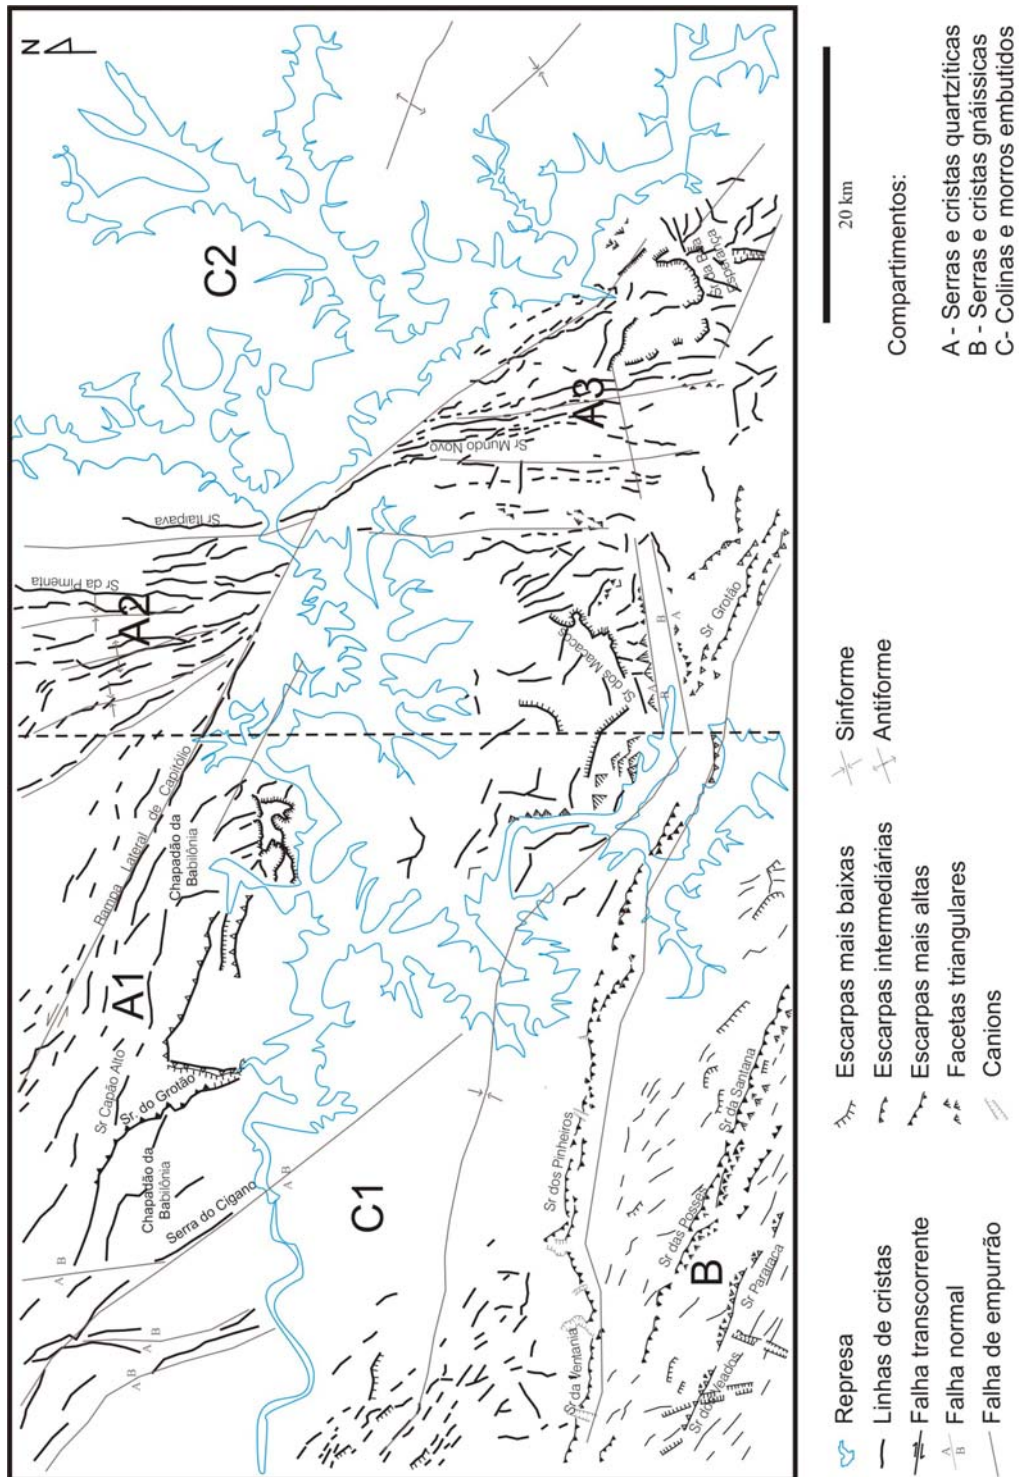 N
C2
Sr Itaipava
Sr da Pimenta
A2
Rampa Lateral de Capitólio
Chapadão da
Babilônia
A1
Sr Capão Alto
Sr. do Grotão
Chapadão da
Babilônia
Serra do Cigano
A
B
A
B
A
B
A
B
C1
Sr Mundo Novo
A3
Sr da Boa
Esperança
Sr dos Macacos
A
B
B
A
Sr Grotão
Sr dos Pinheiros
Sr da Ventania
Sr da Santana
Sr das Posses
B
Sr Pararaca
Sr dos Veados
20 km
Compartimentos:
A - Serras e cristas quartzíticas
B - Serras e cristas gnáissicas
C- Colinas e morros embutidos
Represa
Linhas de cristas
Falha transcorrente
A
B
Falha normal
Falha de empurrão
Escarpas mais baixas
Escarpas intermediárias
Escarpas mais altas
Facetas triangulares
Canions
Sinforme
Antiforme